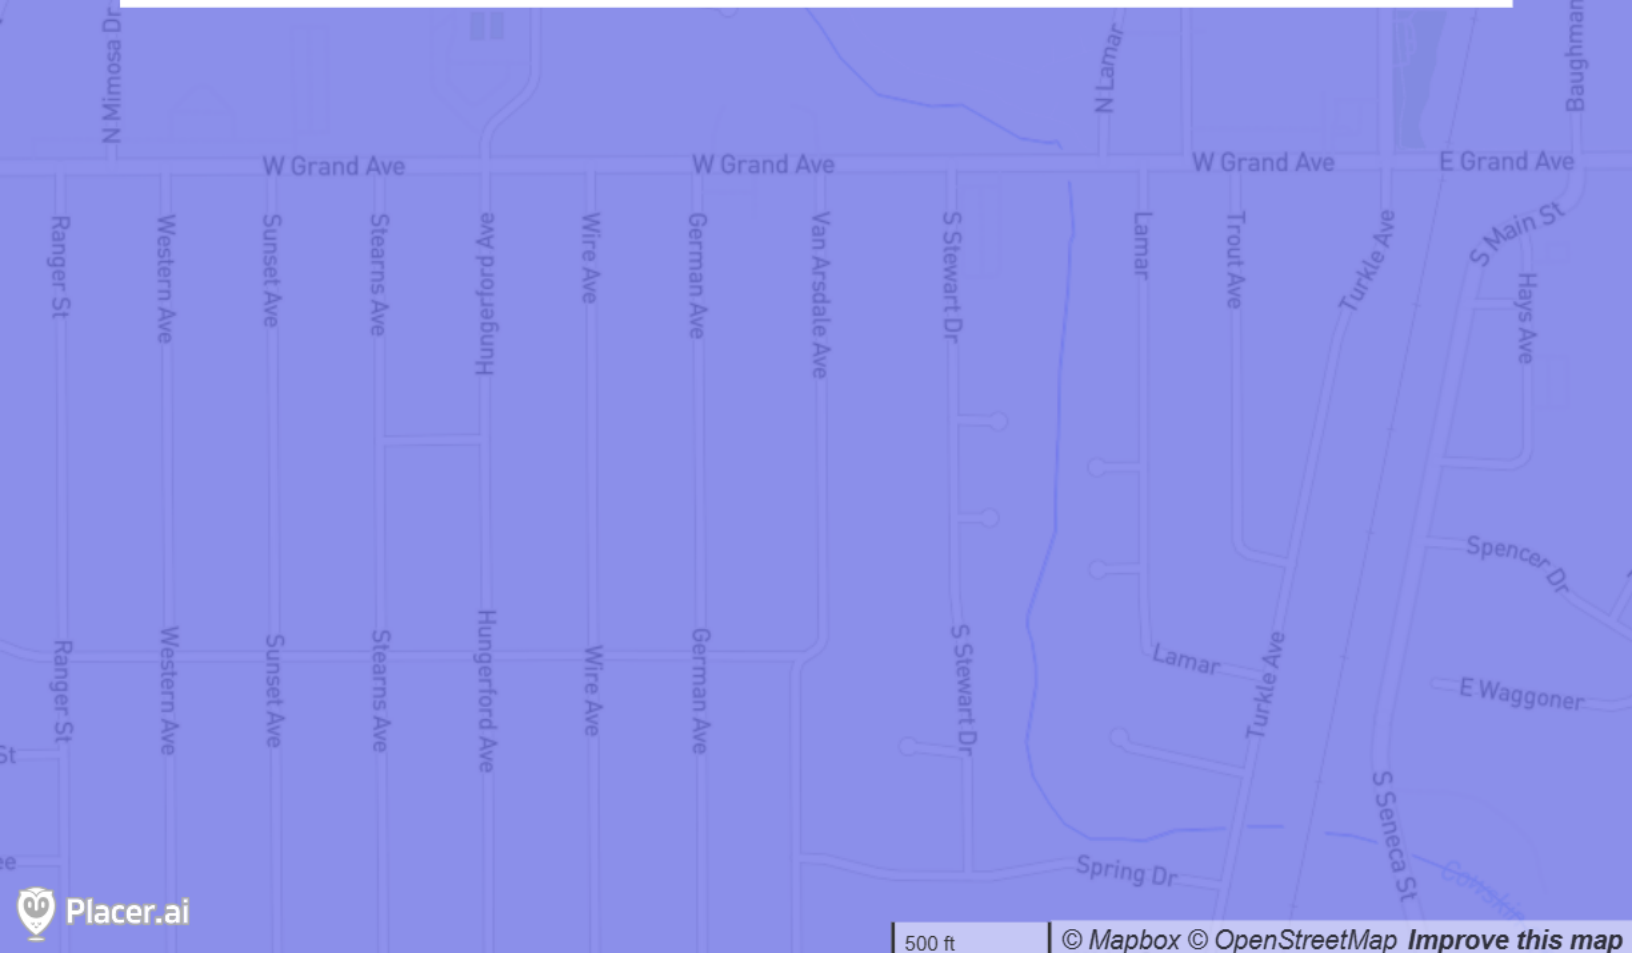 N Mimosa Dr
N Lamar
Baughman
W Grand Ave
W Grand Ave
W Grand Ave
E Grand Ave
Ranger St
Western Ave
Sunset Ave
Stearns Ave
Hungerford Ave
Wire Ave
German Ave
Van Arsdale Ave
S Stewart Dr
Lamar
Trout Ave
Turkle Ave
S Main St
Hays Ave
Spencer Dr
Ranger St
Western Ave
Sunset Ave
Stearns Ave
Hungerford Ave
Wire Ave
German Ave
S Stewart Dr
Lamar
Turkle Ave
E Waggoner
St
S Seneca St
ee
Spring Dr
Cowskin
Placer.ai
500 ft
© Mapbox © OpenStreetMap Improve this map